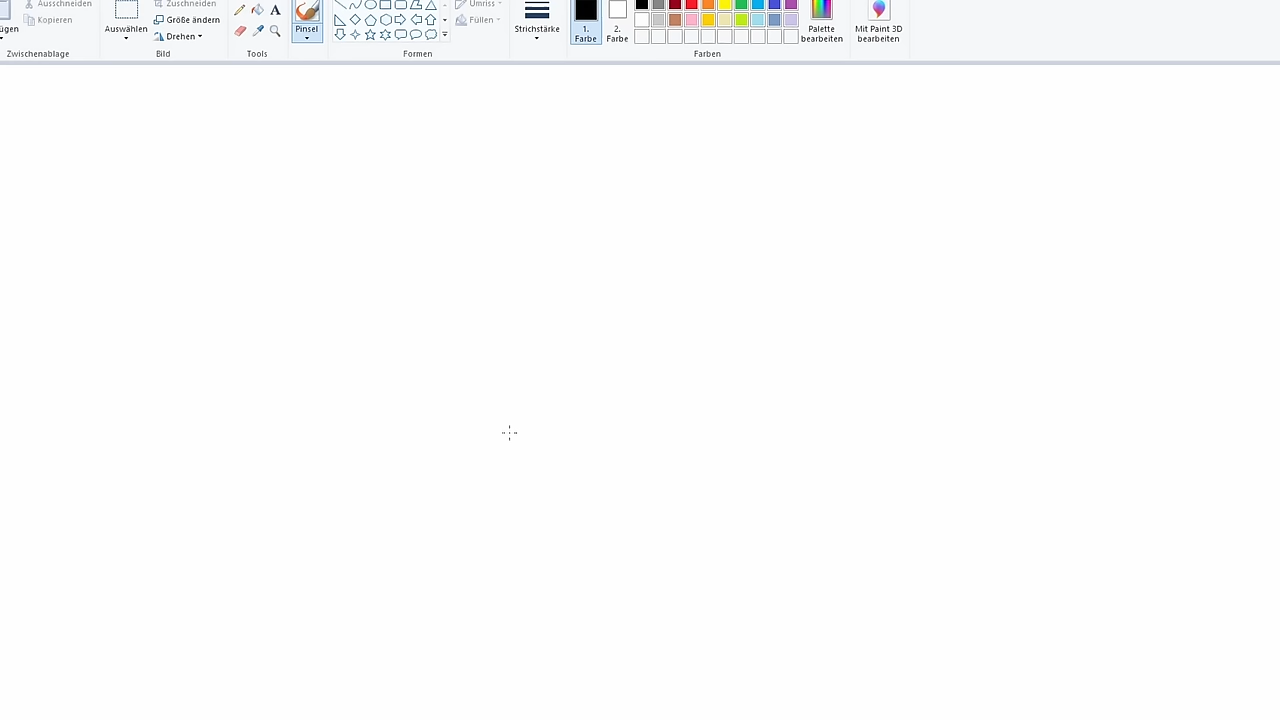 Ausschneiden
Zuschneiden
Umriss
Kopieren
Größe ändern
Füllen
Auswählen
Drehen
Pinsel
Strichstärke
1. Farbe
2. Farbe
Palette bearbeiten
Mit Paint 3D bearbeiten
Zwischenablage
Bild
Tools
Formen
Farben